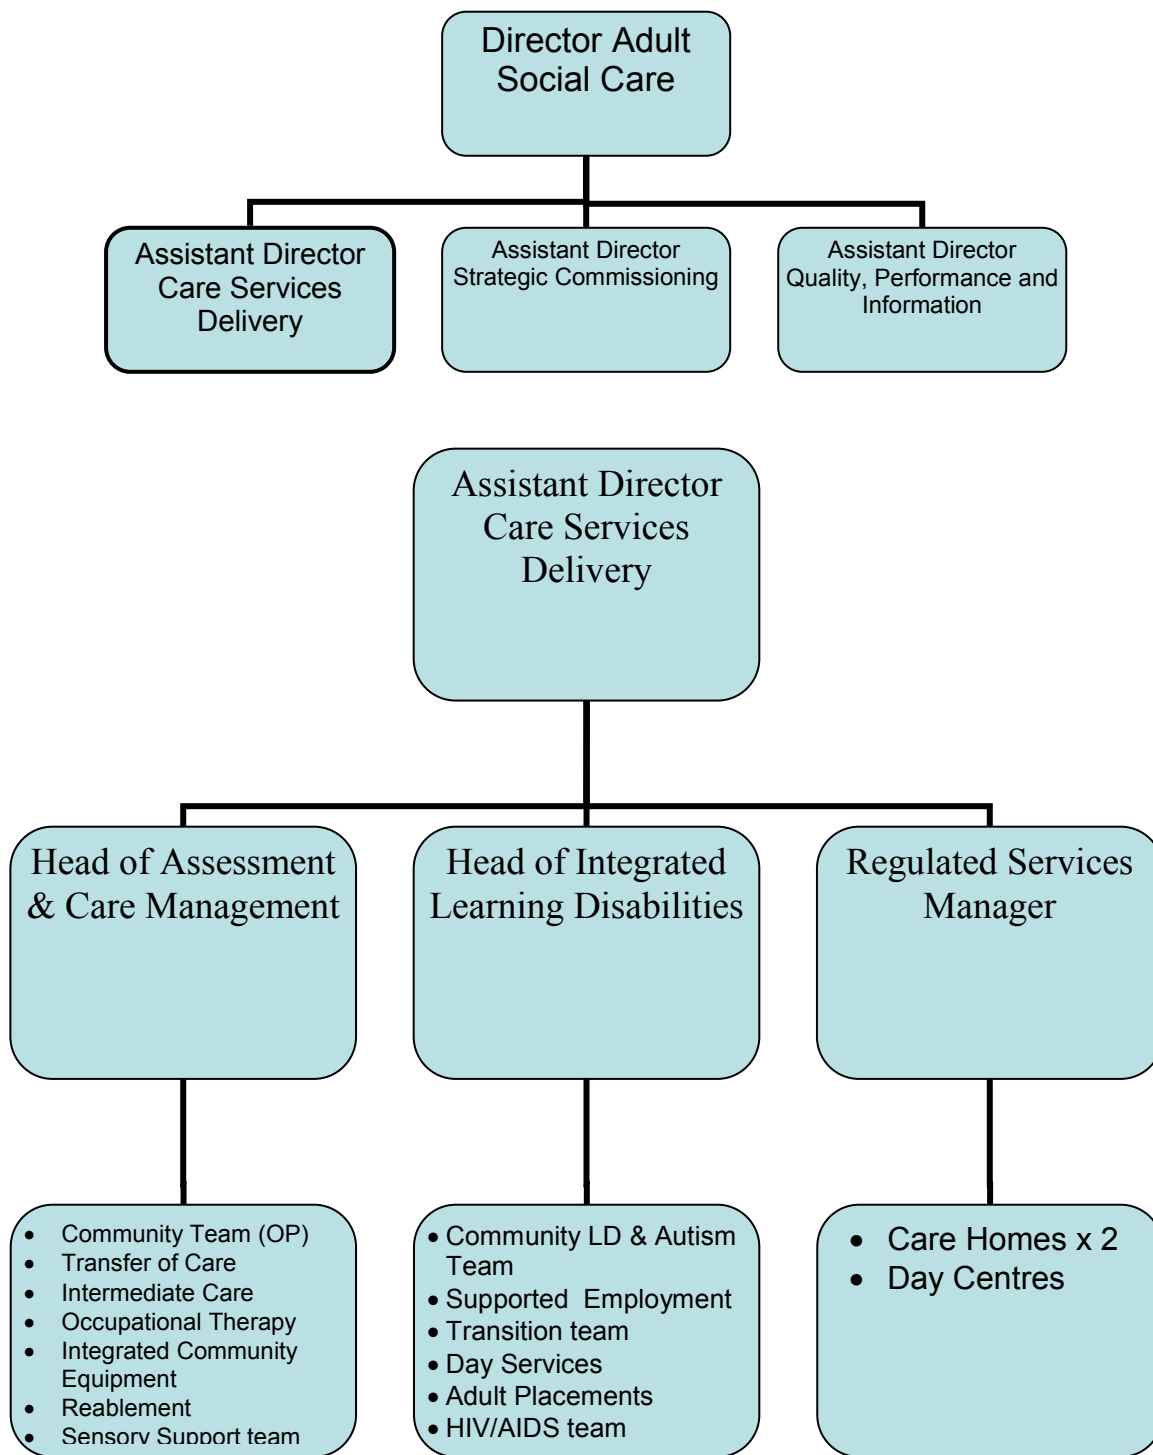 Director Adult
Social Care
Assistant Director
Care Services
Delivery
Assistant Director
Strategic Commissioning
Assistant Director
Quality, Performance and
Information
Assistant Director
Care Services
Delivery
Head of Assessment
& Care Management
Head of Integrated
Learning Disabilities
Regulated Services
Manager
• Community Team (OP)
• Transfer of Care
• Intermediate Care
• Occupational Therapy
• Integrated Community
Equipment
• Reablement
• Sensory Support team
• Community LD & Autism
Team
• Supported Employment
• Transition team
• Day Services
• Adult Placements
• HIV/AIDS team
• Care Homes x 2
• Day Centres